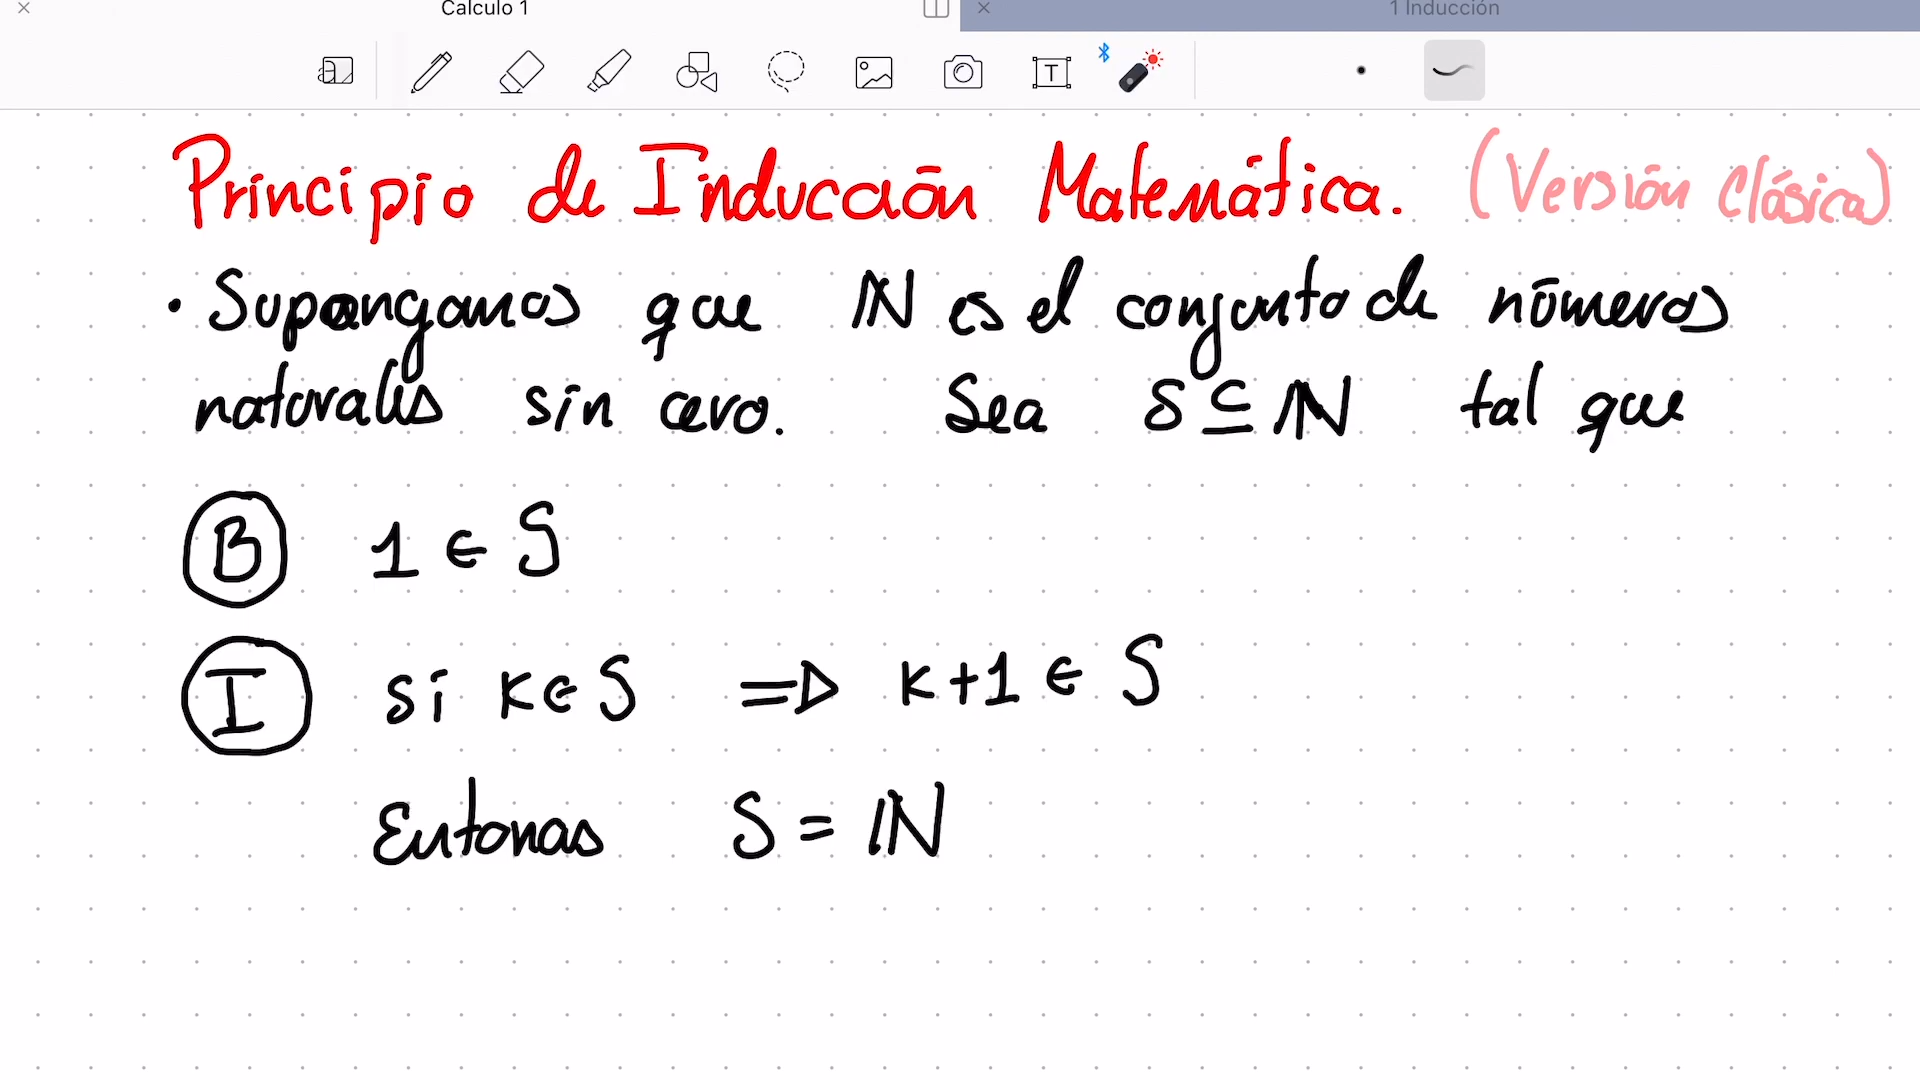 Calculo 1
1 Inducción
Principio de Inducción Matemática. (Versión Clásica)
• Supongamos que ℕ es el conjunto de números
naturales sin cero. Sea S ⊆ ℕ tal que
B 1 ∈ S
I si k ∈ S ⇒ k+1 ∈ S
Entonces S = ℕ